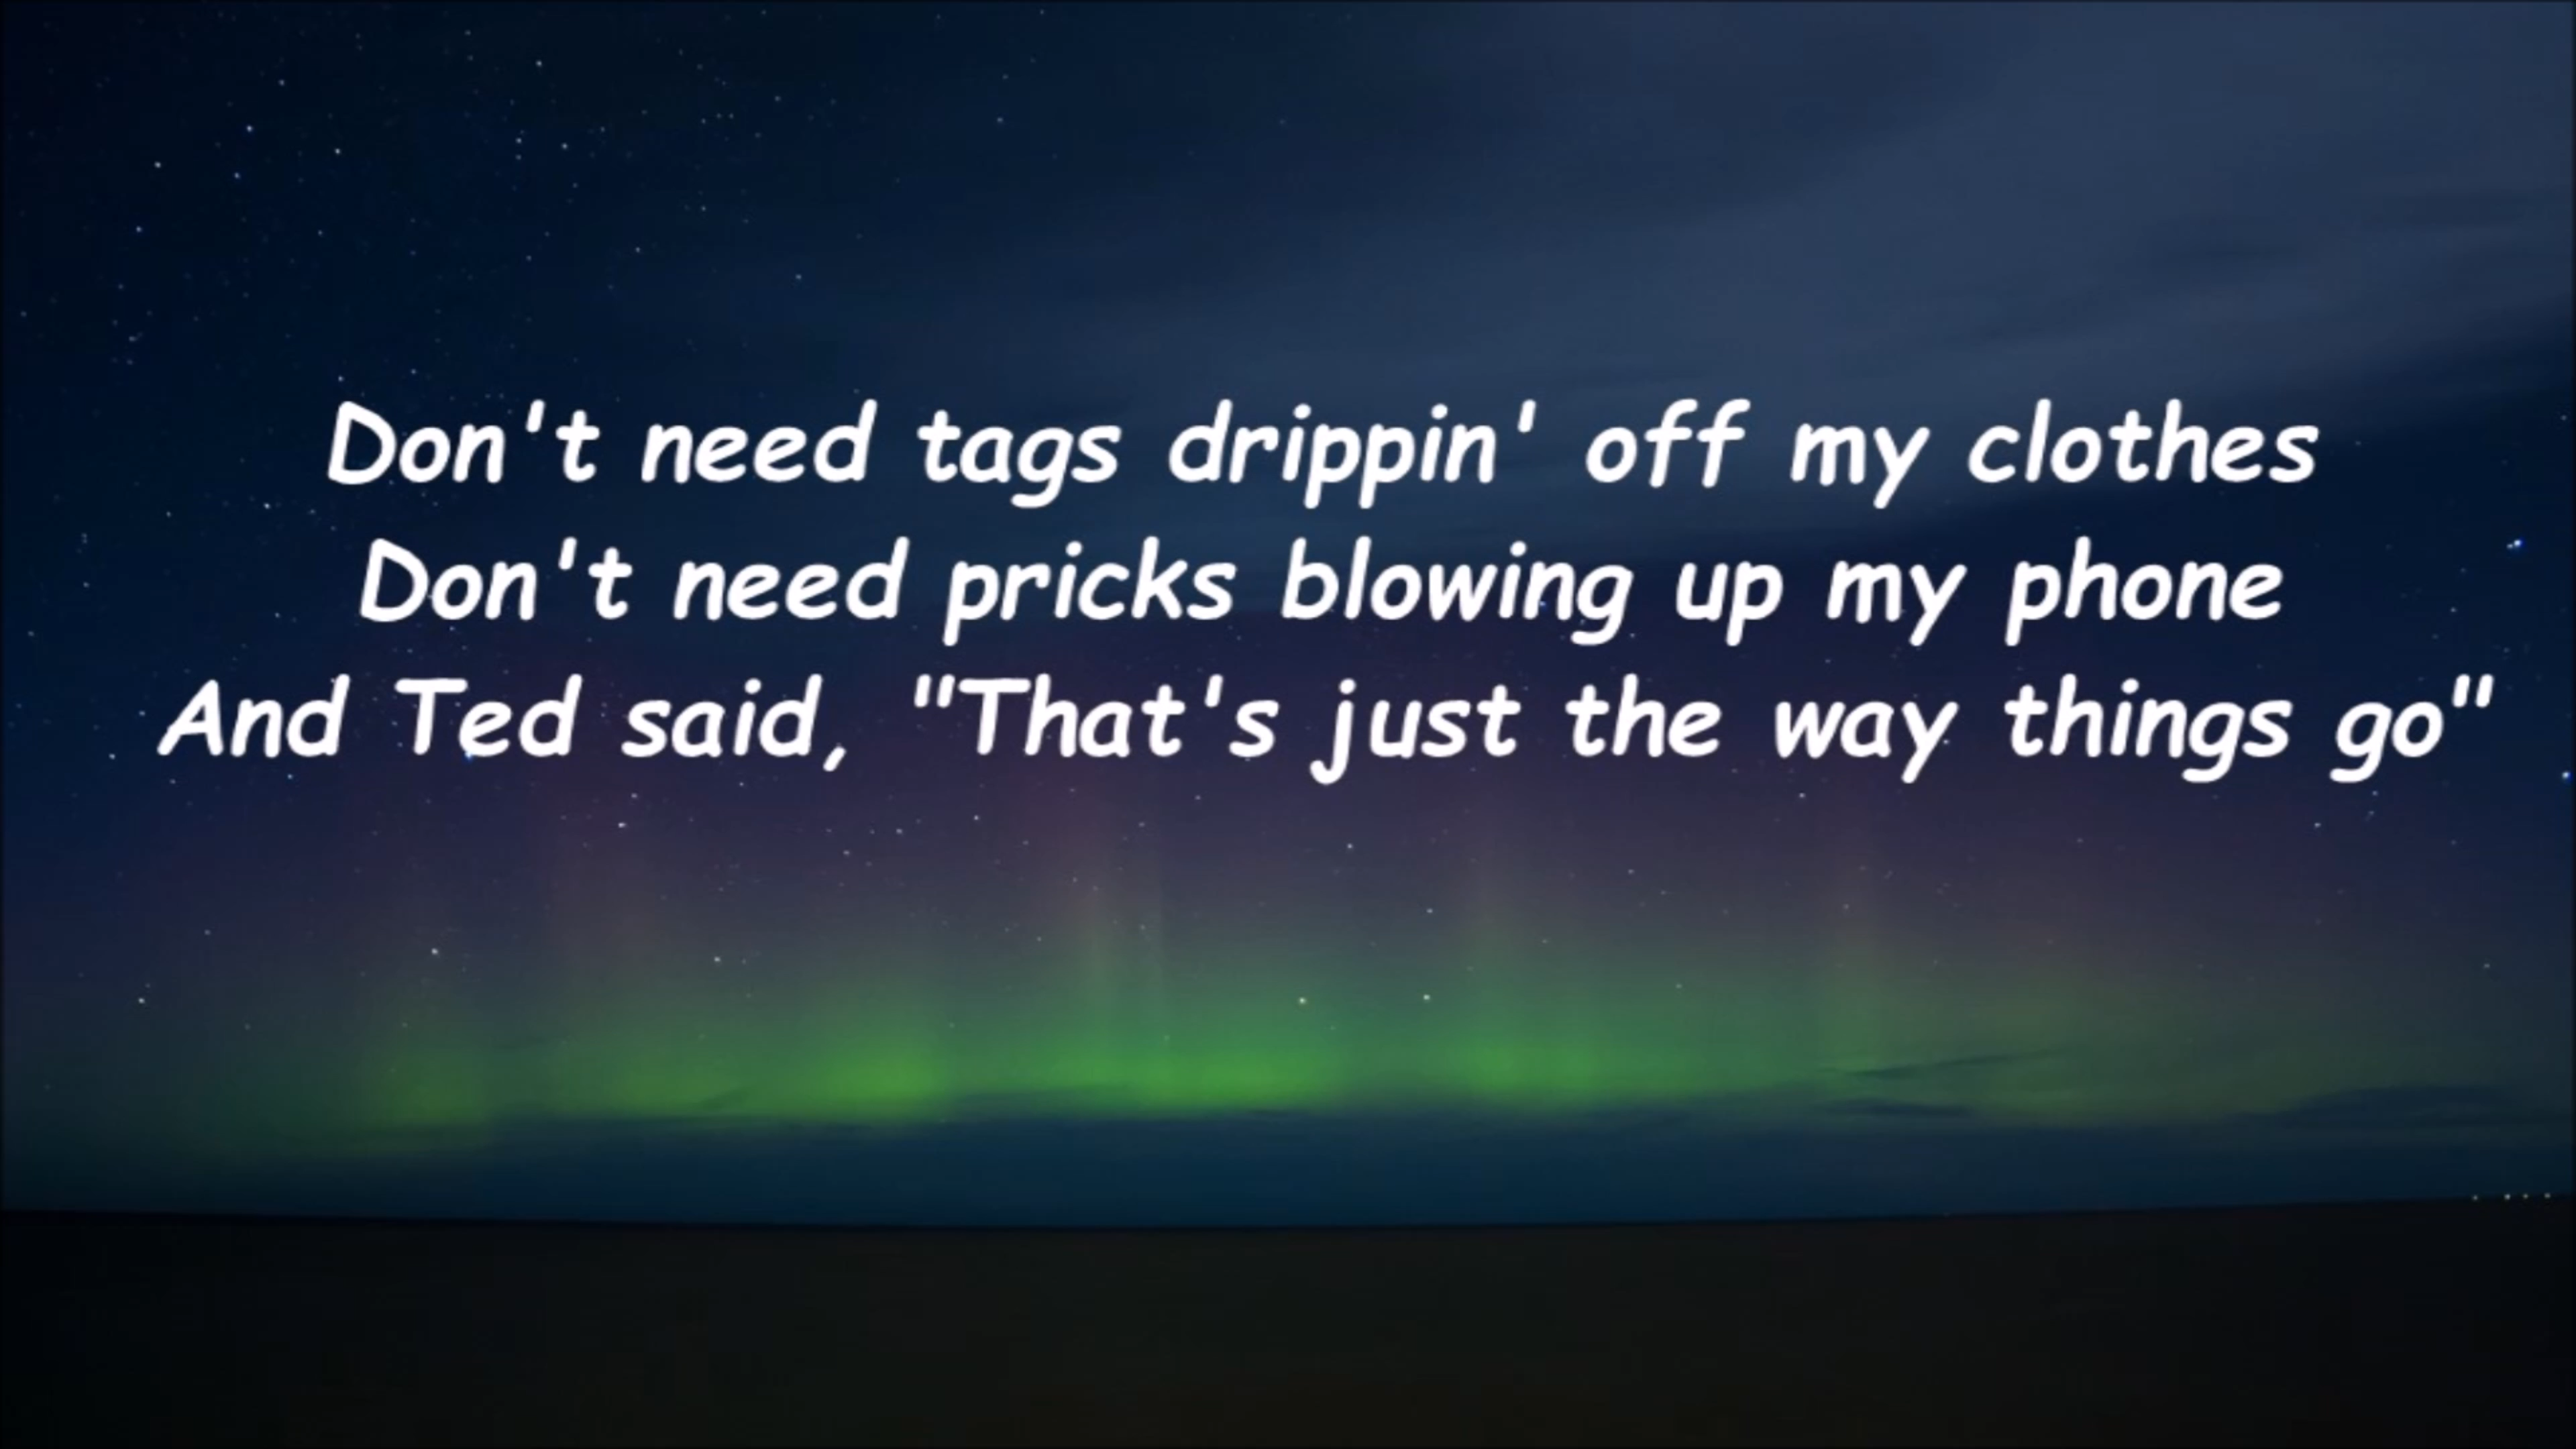 Don't need tags drippin' off my clothes
Don't need pricks blowing up my phone
And Ted said, "That's just the way things go"